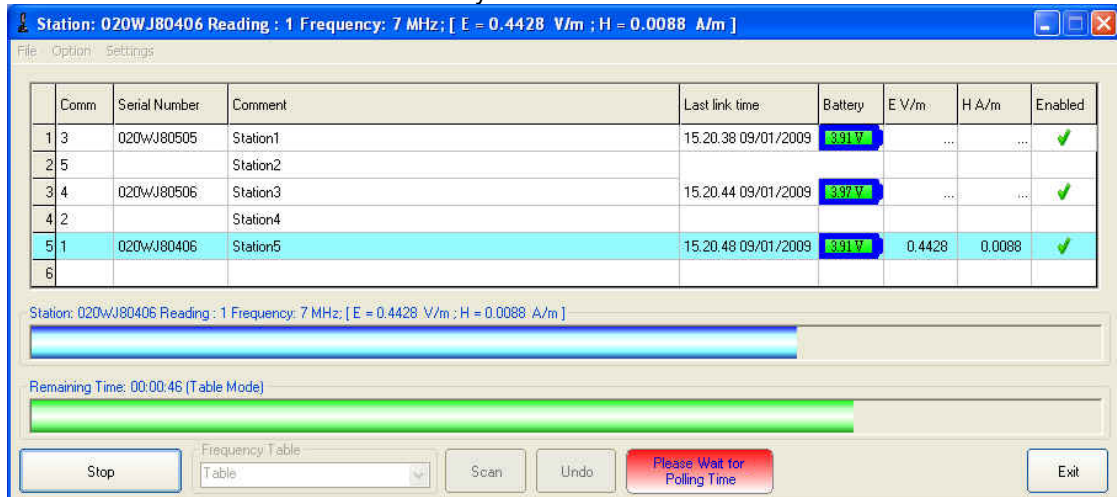 Station: 020WJ80406 Reading : 1 Frequency: 7 MHz; [ E = 0.4428 V/m ; H = 0.0088 A/m ]
File Option Settings
Comm Serial Number Comment Last link time Battery E V/m H A/m Enabled
1 3 020WJ80505 Station1 15.20.38 09/01/2009 3.91 V ... ...
2 5 Station2
3 4 020WJ80506 Station3 15.20.44 09/01/2009 3.97 V ... ...
4 2 Station4
5 1 020WJ80406 Station5 15.20.48 09/01/2009 3.91 V 0.4428 0.0088
6
Station: 020WJ80406 Reading : 1 Frequency: 7 MHz; [ E = 0.4428 V/m ; H = 0.0088 A/m ]
Remaining Time: 00:00:46 (Table Mode)
Frequency Table
Stop Table Scan Undo Please Wait for Polling Time Exit